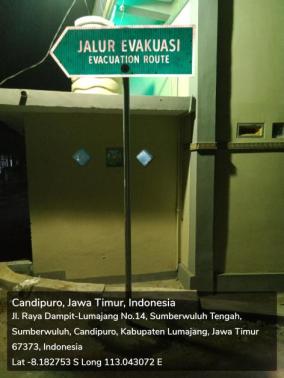 JALUR EVAKUASI
EVACUATION ROUTE
Candipuro, Jawa Timur, Indonesia
Jl. Raya Dampit-Lumajang No.14, Sumberwuluh Tengah,
Sumberwuluh, Candipuro, Kabupaten Lumajang, Jawa Timur
67373, Indonesia
Lat -8.182753 S Long 113.043072 E